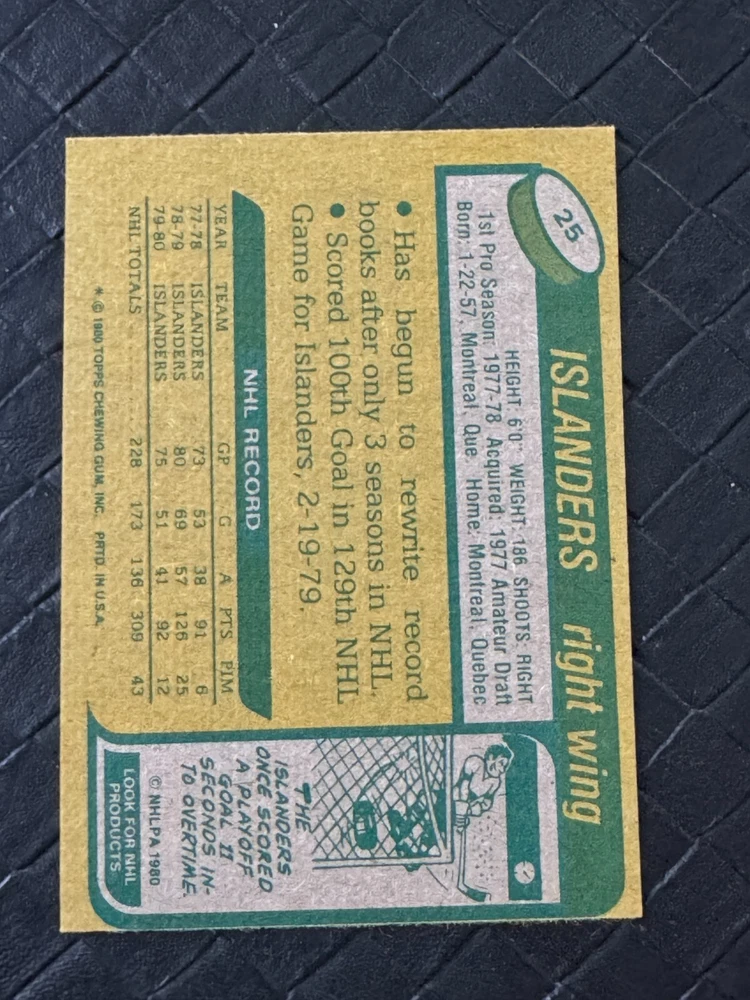 25
ISLANDERS right wing
HEIGHT: 6'0" WEIGHT: 186 SHOOTS: RIGHT
1st Pro Season: 1977-78 Acquired: 1977 Amateur Draft
Born: 1-22-57, Montreal, Que. Home: Montreal, Quebec
• Has begun to rewrite record
books after only 3 seasons in NHL.
• Scored 100th Goal in 129th NHL
Game for Islanders, 2-19-79.
NHL RECORD
YEAR TEAM GP G A PTS PIM
77-78 ISLANDERS 73 53 38 91 6
78-79 ISLANDERS 80 69 57 126 25
79-80 ISLANDERS 75 51 41 92 12
NHL TOTALS 228 173 136 309 43
* © 1980 TOPPS CHEWING GUM, INC. PRTD. IN U.S.A.
THE
ISLANDERS
ONCE SCORED
A PLAYOFF
GOAL 11
SECONDS IN-
TO OVERTIME.
© NHLPA 1980
LOOK FOR NHL
PRODUCTS